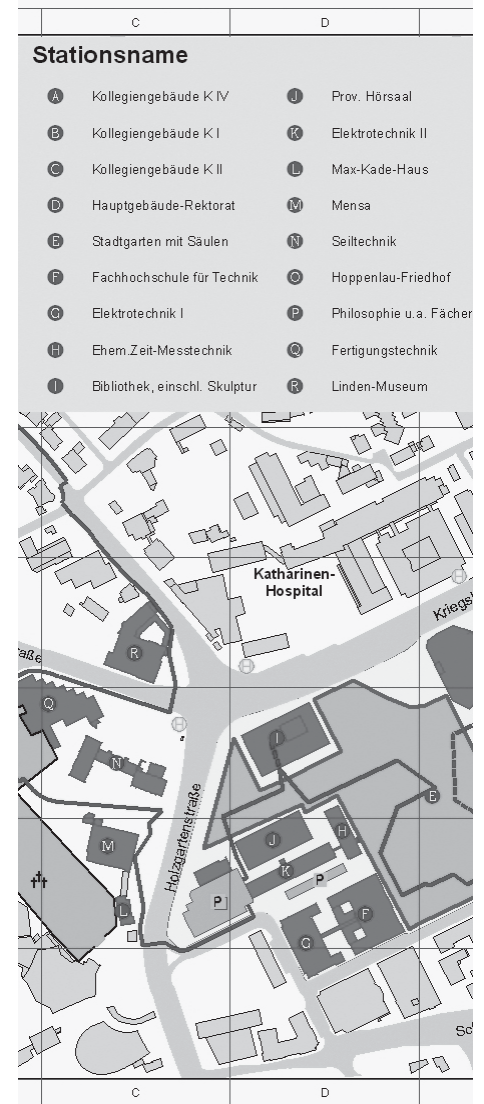 C D
Stationsname
A Kollegiengebäude K IV
B Kollegiengebäude K I
C Kollegiengebäude K II
D Hauptgebäude-Rektorat
E Stadtgarten mit Säulen
F Fachhochschule für Technik
G Elektrotechnik I
H Ehem.Zeit-Messtechnik
I Bibliothek, einschl. Skulptur
J Prov. Hörsaal
K Elektrotechnik II
L Max-Kade-Haus
M Mensa
N Seiltechnik
O Hoppenlau-Friedhof
P Philosophie u.a. Fächer
Q Fertigungstechnik
R Linden-Museum
Katharinen-
Hospital
H
Kriegsb
R
raße
H
Q
H
I
N
E
Holzgartenstraße
H
J
M
K
P
P
L
F
G
Sc
C D